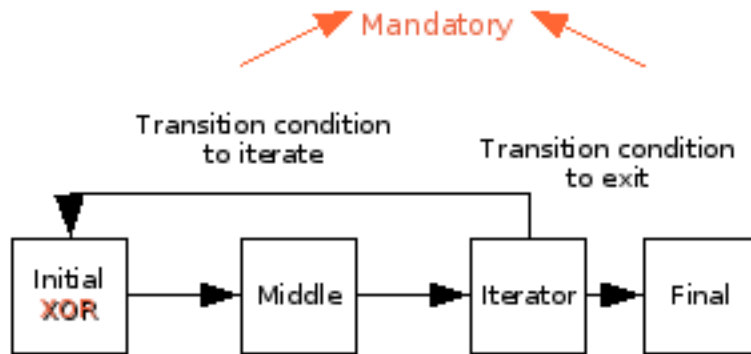 Mandatory
Transition condition
to iterate
Transition condition
to exit
Initial
XOR
Middle
Iterator
Final